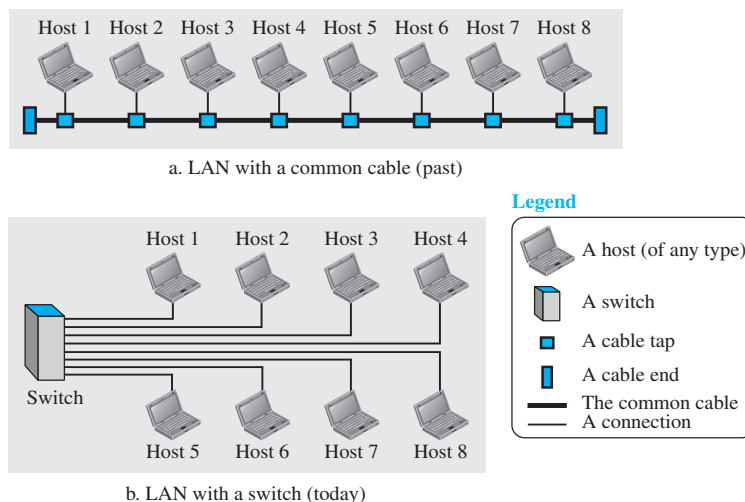 Host 1 Host 2 Host 3 Host 4 Host 5 Host 6 Host 7 Host 8
a. LAN with a common cable (past)
Legend
A host (of any type)
A switch
A cable tap
A cable end
The common cable
A connection
Host 1 Host 2 Host 3 Host 4
Switch
Host 5 Host 6 Host 7 Host 8
b. LAN with a switch (today)